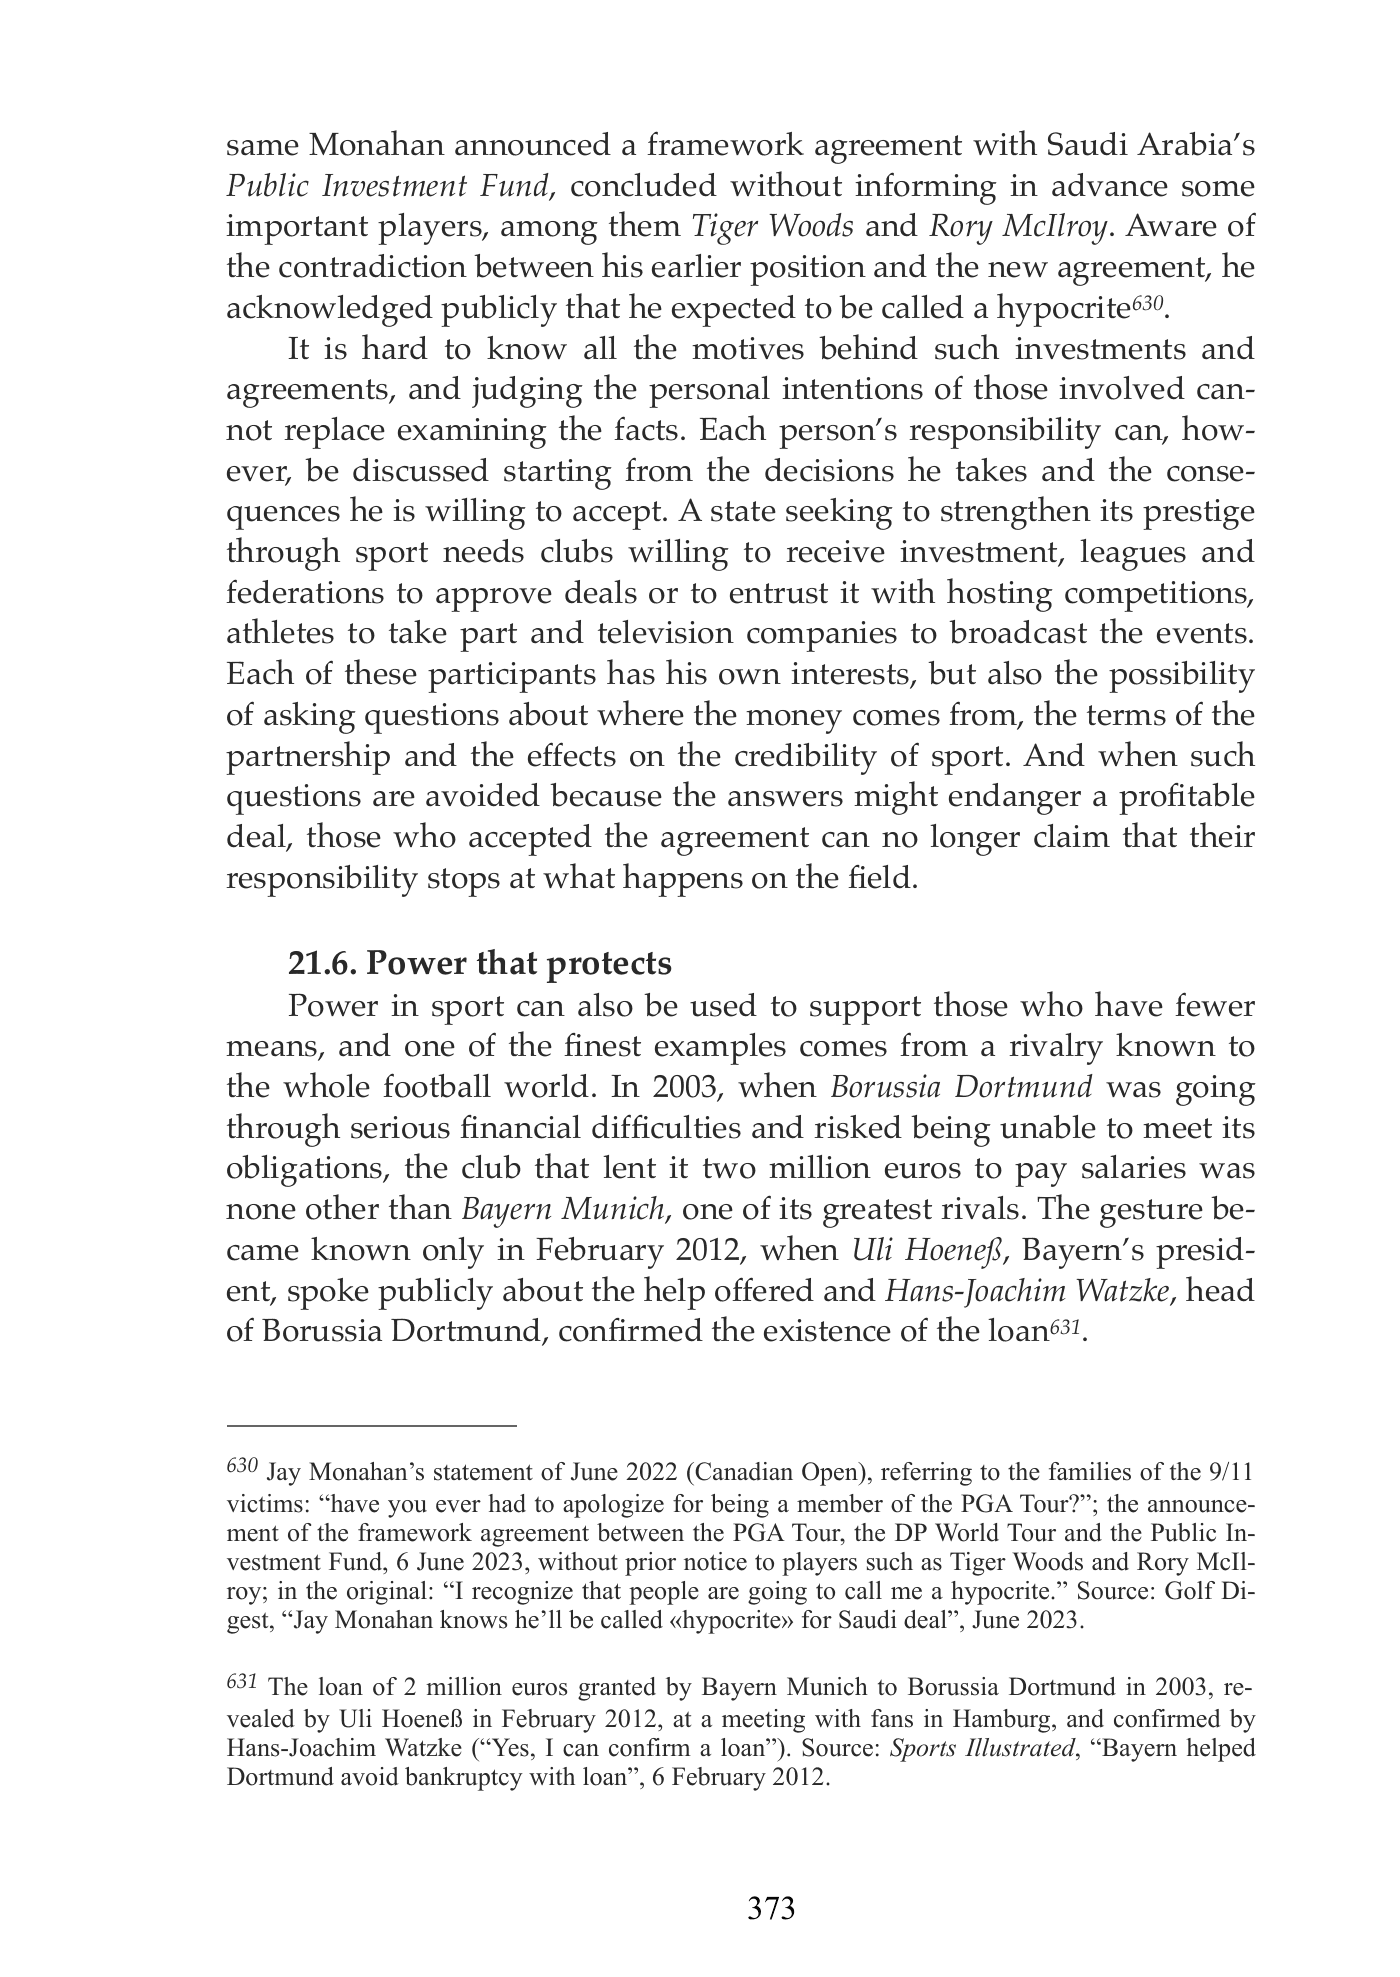 same Monahan announced a framework agreement with Saudi Arabia’s
Public Investment Fund, concluded without informing in advance some
important players, among them Tiger Woods and Rory McIlroy. Aware of
the contradiction between his earlier position and the new agreement, he
acknowledged publicly that he expected to be called a hypocrite630.
It is hard to know all the motives behind such investments and
agreements, and judging the personal intentions of those involved can-
not replace examining the facts. Each person’s responsibility can, how-
ever, be discussed starting from the decisions he takes and the conse-
quences he is willing to accept. A state seeking to strengthen its prestige
through sport needs clubs willing to receive investment, leagues and
federations to approve deals or to entrust it with hosting competitions,
athletes to take part and television companies to broadcast the events.
Each of these participants has his own interests, but also the possibility
of asking questions about where the money comes from, the terms of the
partnership and the effects on the credibility of sport. And when such
questions are avoided because the answers might endanger a profitable
deal, those who accepted the agreement can no longer claim that their
responsibility stops at what happens on the field.
21.6. Power that protects
Power in sport can also be used to support those who have fewer
means, and one of the finest examples comes from a rivalry known to
the whole football world. In 2003, when Borussia Dortmund was going
through serious financial difficulties and risked being unable to meet its
obligations, the club that lent it two million euros to pay salaries was
none other than Bayern Munich, one of its greatest rivals. The gesture be-
came known only in February 2012, when Uli Hoeneß, Bayern’s presid-
ent, spoke publicly about the help offered and Hans-Joachim Watzke, head
of Borussia Dortmund, confirmed the existence of the loan631.
630 Jay Monahan’s statement of June 2022 (Canadian Open), referring to the families of the 9/11
victims: “have you ever had to apologize for being a member of the PGA Tour?”; the announce-
ment of the framework agreement between the PGA Tour, the DP World Tour and the Public In-
vestment Fund, 6 June 2023, without prior notice to players such as Tiger Woods and Rory McIl-
roy; in the original: “I recognize that people are going to call me a hypocrite.” Source: Golf Di-
gest, “Jay Monahan knows he’ll be called «hypocrite» for Saudi deal”, June 2023.
631 The loan of 2 million euros granted by Bayern Munich to Borussia Dortmund in 2003, re-
vealed by Uli Hoeneß in February 2012, at a meeting with fans in Hamburg, and confirmed by
Hans-Joachim Watzke (“Yes, I can confirm a loan”). Source: Sports Illustrated, “Bayern helped
Dortmund avoid bankruptcy with loan”, 6 February 2012.
373